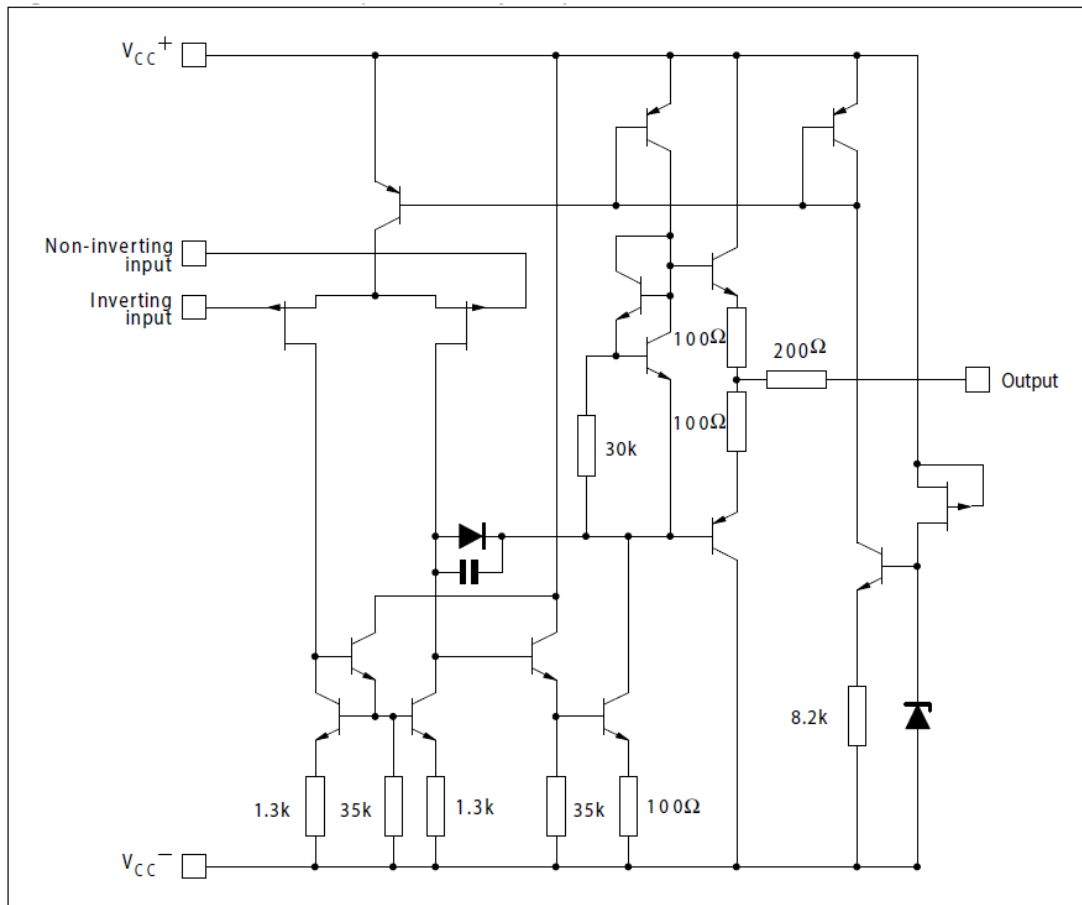 VCC+
Non-inverting
input
Inverting
input
100Ω
200Ω
Output
100Ω
30k
8.2k
1.3k
35k
1.3k
35k
100Ω
VCC−